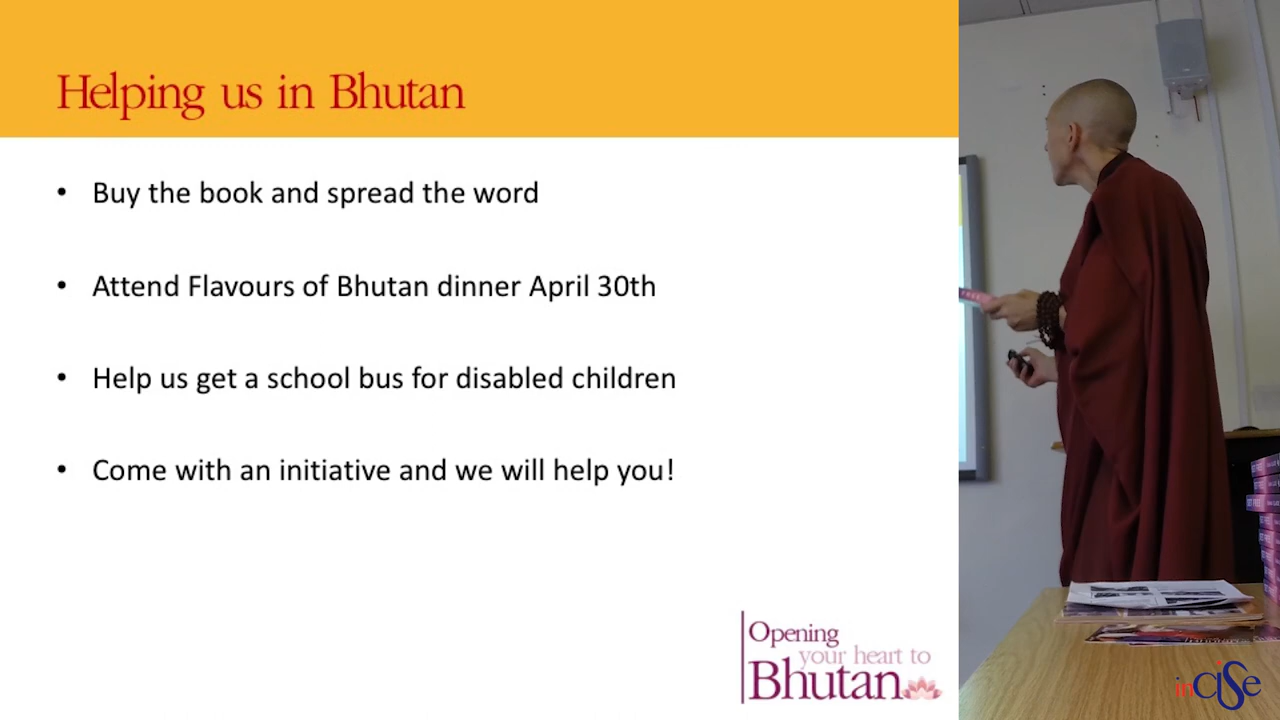 Helping us in Bhutan
• Buy the book and spread the word
• Attend Flavours of Bhutan dinner April 30th
• Help us get a school bus for disabled children
• Come with an initiative and we will help you!
Opening
your heart to
Bhutan
inCiSe